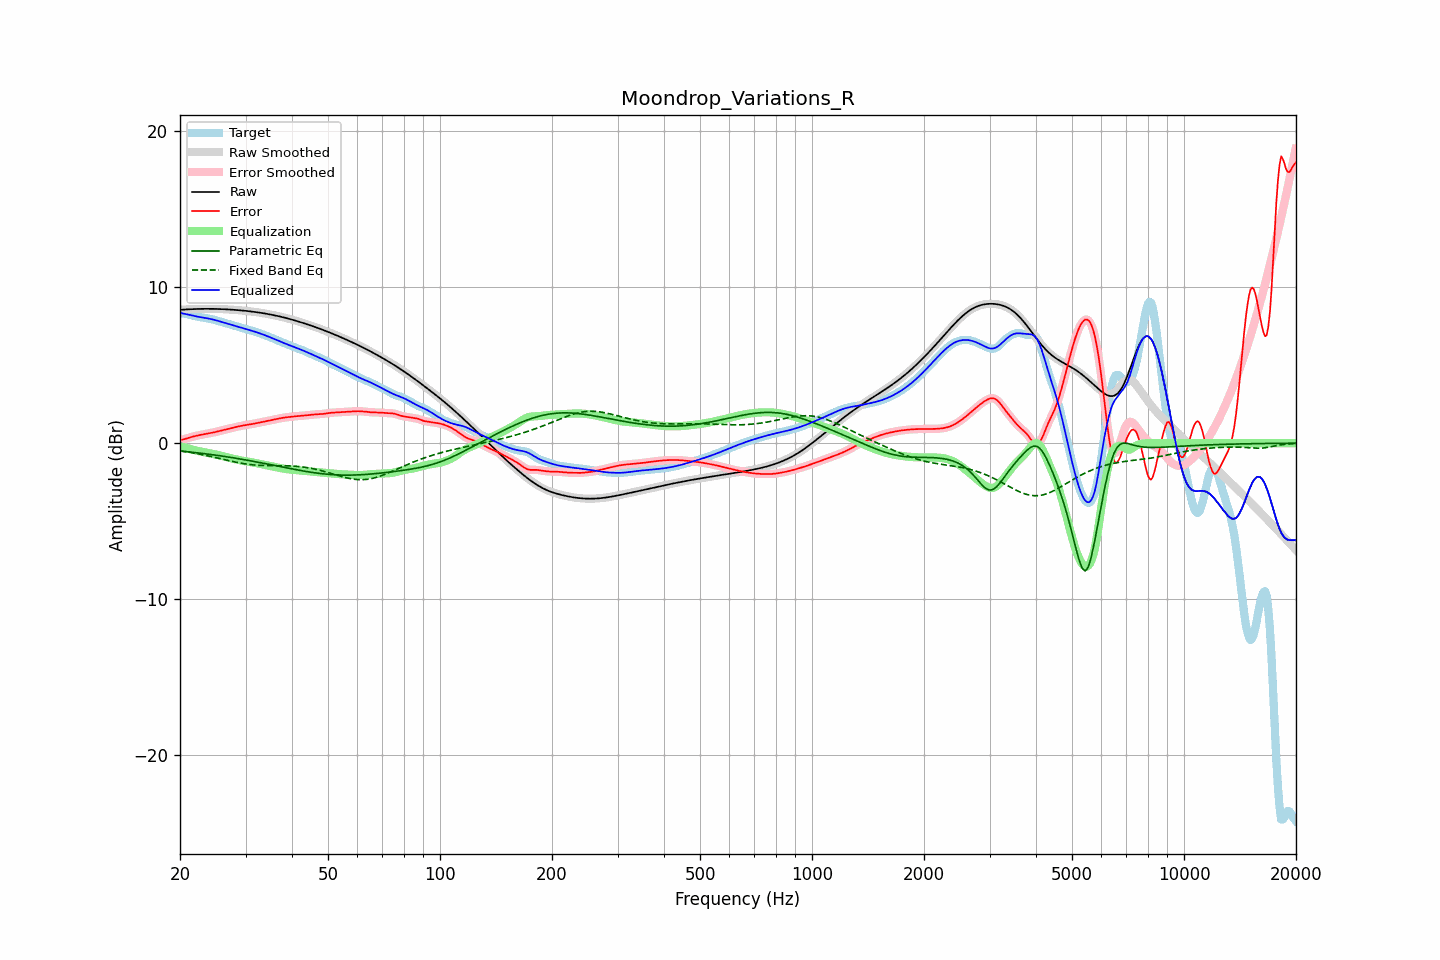 Moondrop_Variations_R
Target
Raw Smoothed
Error Smoothed
Raw
Error
Equalization
Parametric Eq
Fixed Band Eq
Equalized
20
10
0
−10
−20
Amplitude (dBr)
20
50
100
200
500
1000
2000
5000
10000
20000
Frequency (Hz)